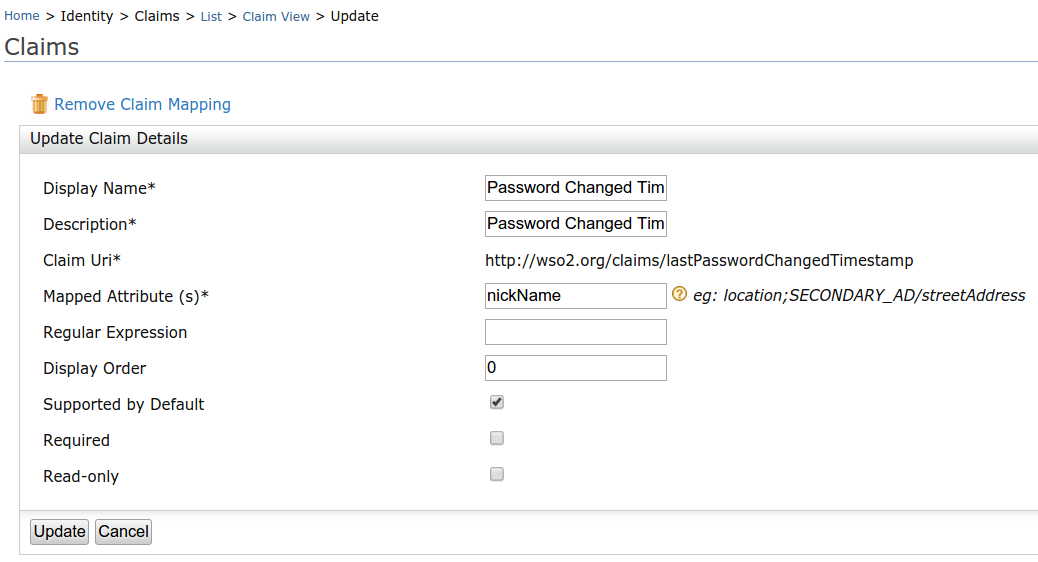 Home > Identity > Claims > List > Claim View > Update
Claims
Remove Claim Mapping
Update Claim Details
Display Name* Password Changed Tim
Description* Password Changed Tim
Claim Uri* http://wso2.org/claims/lastPasswordChangedTimestamp
Mapped Attribute (s)* nickName ? eg: location;SECONDARY_AD/streetAddress
Regular Expression
Display Order 0
Supported by Default
Required
Read-only
Update Cancel